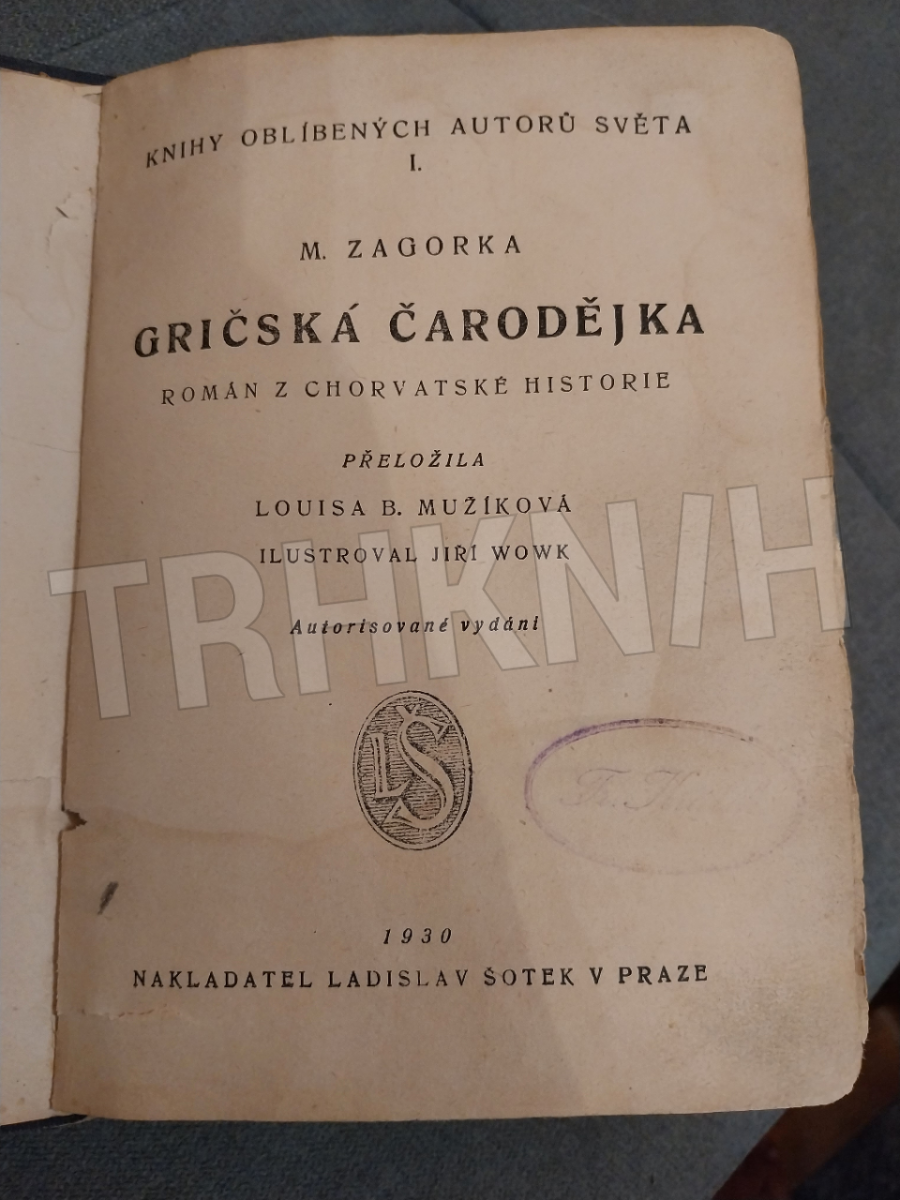 KNIHY OBLÍBENÝCH AUTORŮ SVĚTA
I.
M. ZAGORKA
GRIČSKÁ ČARODĚJKA
ROMÁN Z CHORVATSKÉ HISTORIE
PŘELOŽILA
LOUISA B. MUŽÍKOVÁ
ILUSTROVAL JIŘÍ WOWK
TRHKNIH
Autorisované vydání
LŠ
1930
NAKLADATEL LADISLAV ŠOTEK V PRAZE